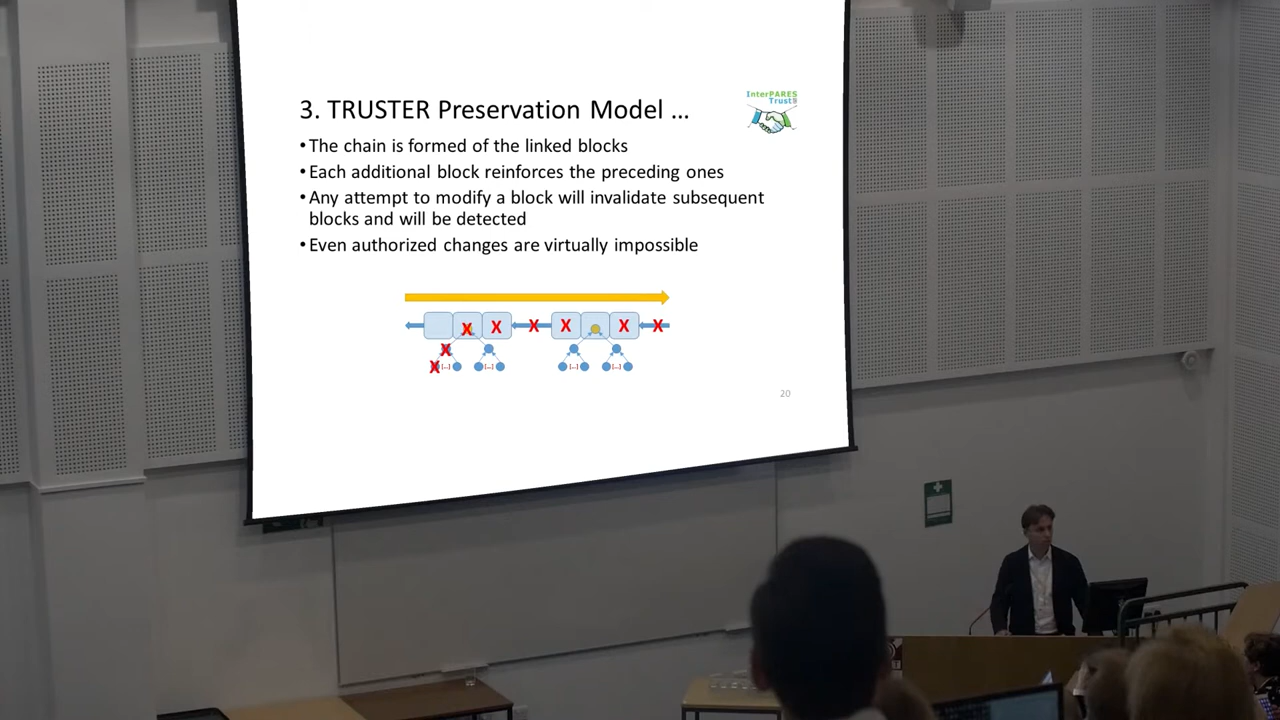 3. TRUSTER Preservation Model ...
InterPARES
Trust
•The chain is formed of the linked blocks
•Each additional block reinforces the preceding ones
•Any attempt to modify a block will invalidate subsequent
blocks and will be detected
•Even authorized changes are virtually impossible
X X X X X X
X
X [...] [...] [...] [...]
20